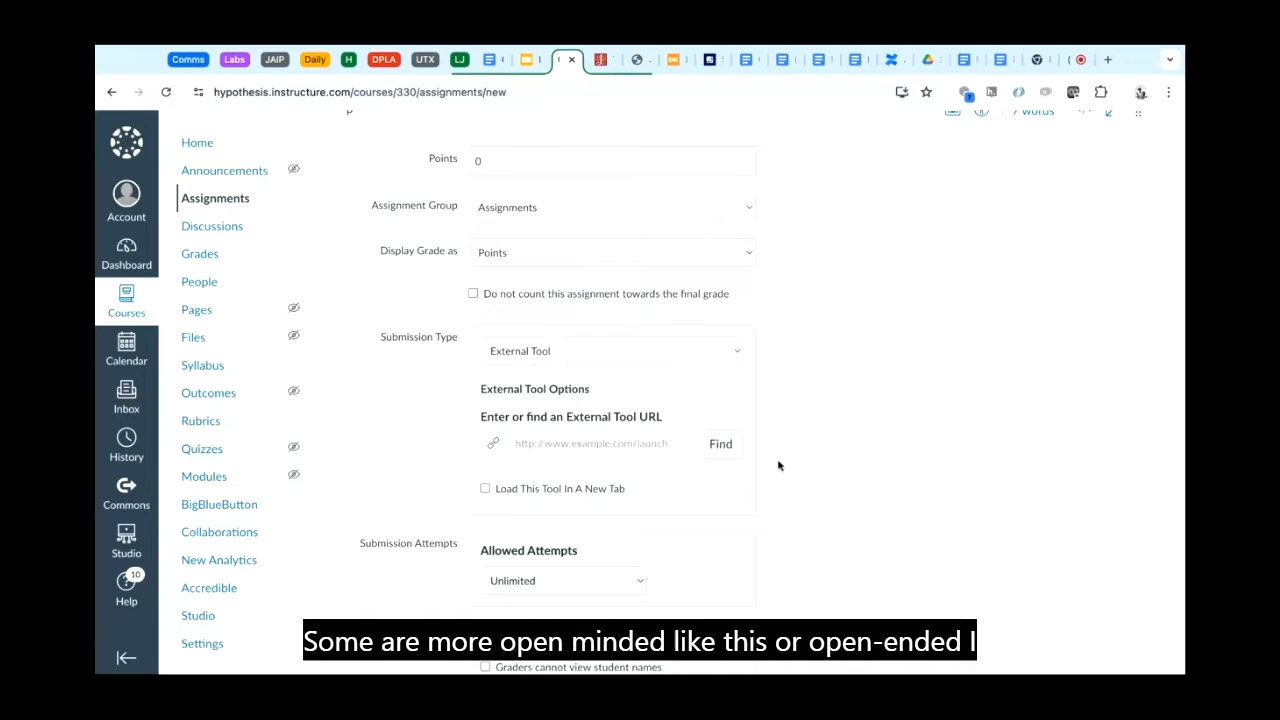 Comms Labs JAIP Daily H DPLA UTX LJ
hypothesis.instructure.com/courses/330/assignments/new
7 words
Home
Announcements
Assignments
Discussions
Grades
People
Pages
Files
Syllabus
Outcomes
Rubrics
Quizzes
Modules
BigBlueButton
Collaborations
New Analytics
Accredible
Studio
Settings
Account
Dashboard
Courses
Calendar
Inbox
History
Commons
Studio
10
Help
Points 0
Assignment Group Assignments
Display Grade as Points
Do not count this assignment towards the final grade
Submission Type
External Tool
External Tool Options
Enter or find an External Tool URL
http://www.example.com/launch Find
Load This Tool In A New Tab
Submission Attempts
Allowed Attempts
Unlimited
Some are more open minded like this or open-ended I
Graders cannot view student names